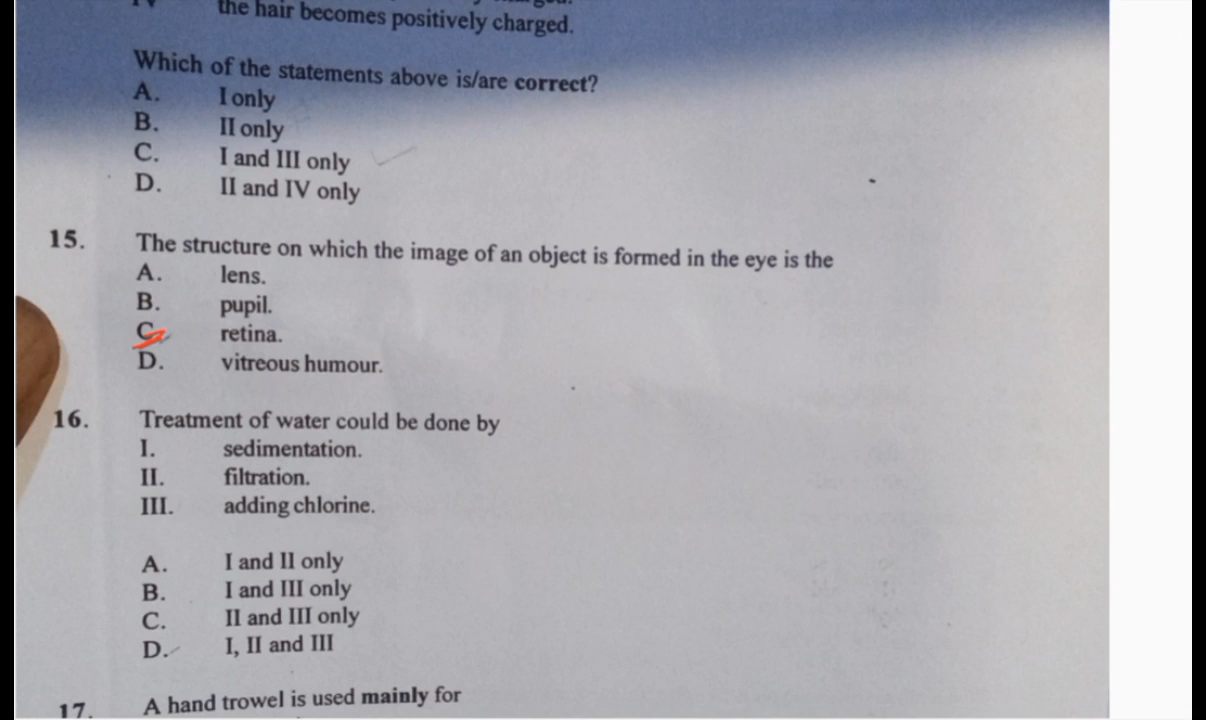 the hair becomes positively charged.
Which of the statements above is/are correct?
A. I only
B. II only
C. I and III only
D. II and IV only
15. The structure on which the image of an object is formed in the eye is the
A. lens.
B. pupil.
C. retina.
D. vitreous humour.
16. Treatment of water could be done by
I. sedimentation.
II. filtration.
III. adding chlorine.
A. I and II only
B. I and III only
C. II and III only
D. I, II and III
17. A hand trowel is used mainly for